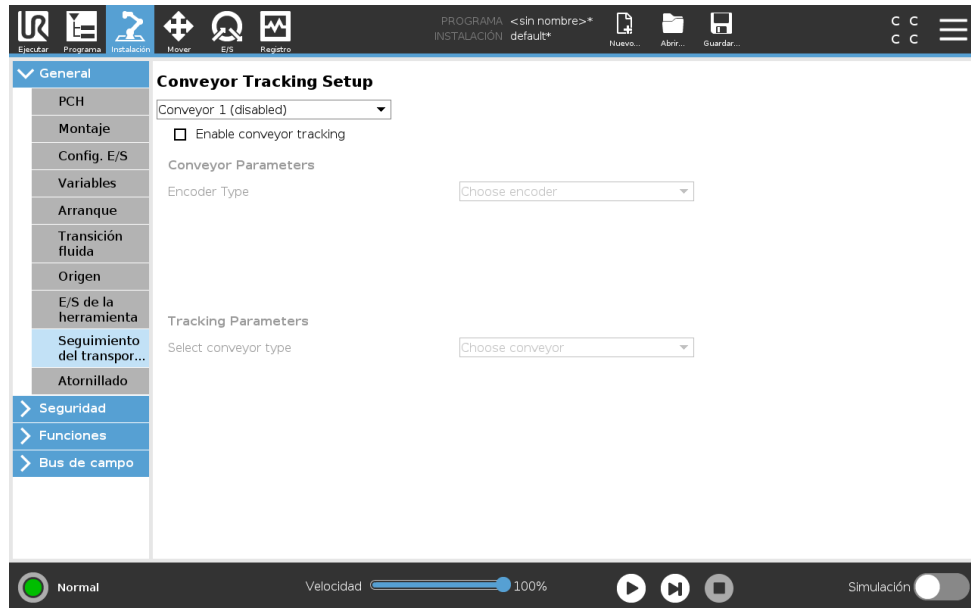 UR
Ejecutar
Programa
Instalación
Mover
E/S
Registro
PROGRAMA <sin nombre>*
INSTALACIÓN default*
Nuevo...
Abrir...
Guardar...
C C
C C
General
PCH
Montaje
Config. E/S
Variables
Arranque
Transición
fluida
Origen
E/S de la
herramienta
Seguimiento
del transpor...
Atornillado
Seguridad
Funciones
Bus de campo
Conveyor Tracking Setup
Conveyor 1 (disabled)
Enable conveyor tracking
Conveyor Parameters
Encoder Type
Choose encoder
Tracking Parameters
Select conveyor type
Choose conveyor
Normal
Velocidad
100%
Simulación